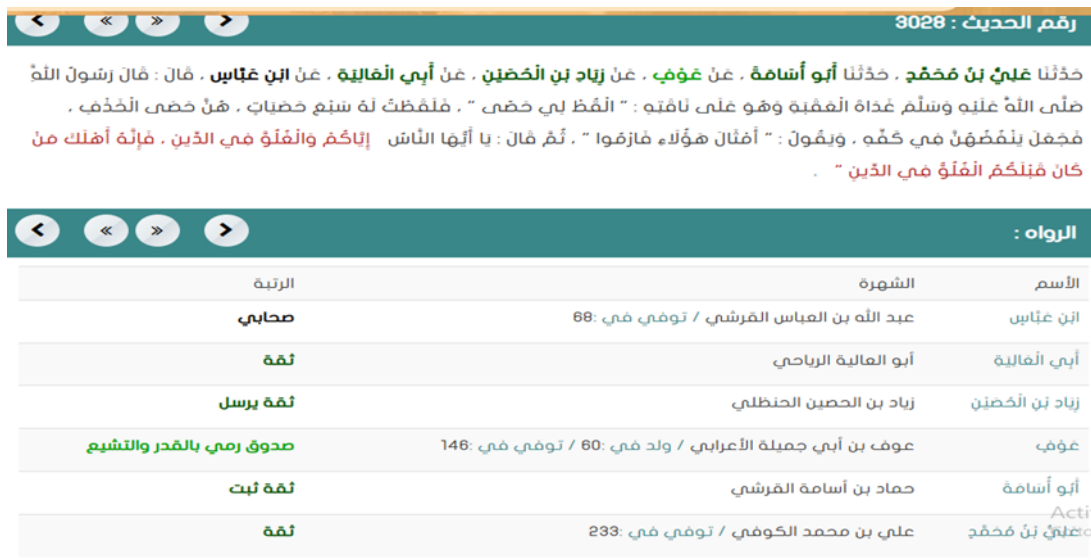 رقم الحديث : 3028
حَدَّثَنَا عَلِيُّ بْنُ مُحَمَّدٍ ، حَدَّثَنَا أَبُو أُسَامَةَ ، عَنْ عَوْفٍ ، عَنْ زِيَادِ بْنِ الْحُصَيْنِ ، عَنْ أَبِي الْعَالِيَةِ ، عَنْ ابْنِ عَبَّاسٍ ، قَالَ : قَالَ رَسُولُ اللَّهِ
صَلَّى اللَّهُ عَلَيْهِ وَسَلَّمَ غَدَاةَ الْعَقَبَةِ وَهُوَ عَلَى نَاقَتِهِ : " الْقُطْ لِي حَصًى " ، فَلَقَطْتُ لَهُ سَبْعَ حَصَيَاتٍ ، هُنَّ حَصَى الْخَذْفِ ،
فَجَعَلَ يَنْفُضُهُنَّ فِي كَفِّهِ ، وَيَقُولُ : " أَمْثَالَ هَؤُلَاءِ فَارْمُوا " ، ثُمَّ قَالَ : يَا أَيُّهَا النَّاسُ إِيَّاكُمْ وَالْغُلُوَّ فِي الدِّينِ ، فَإِنَّهُ أَهْلَكَ مَنْ
كَانَ قَبْلَكُمُ الْغُلُوُّ فِي الدِّينِ " .
الرواه :
الأسم الشهرة الرتبة
ابْنِ عَبَّاسٍ عبد الله بن العباس القرشي / توفي في :68 صحابي
أَبِي الْعَالِيَةِ أبو العالية الرياحي ثقة
زِيَادِ بْنِ الْحُصَيْنِ زياد بن الحصين الحنظلي ثقة يرسل
عَوْفٍ عوف بن أبي جميلة الأعرابي / ولد في :60 / توفي في :146 صدوق رمي بالقدر والتشيع
أَبُو أُسَامَةَ حماد بن أسامة القرشي ثقة ثبت
Acti
عَلِيُّ بْنُ مُحَمَّدٍ علي بن محمد الكوفي / توفي في :233 ثقة